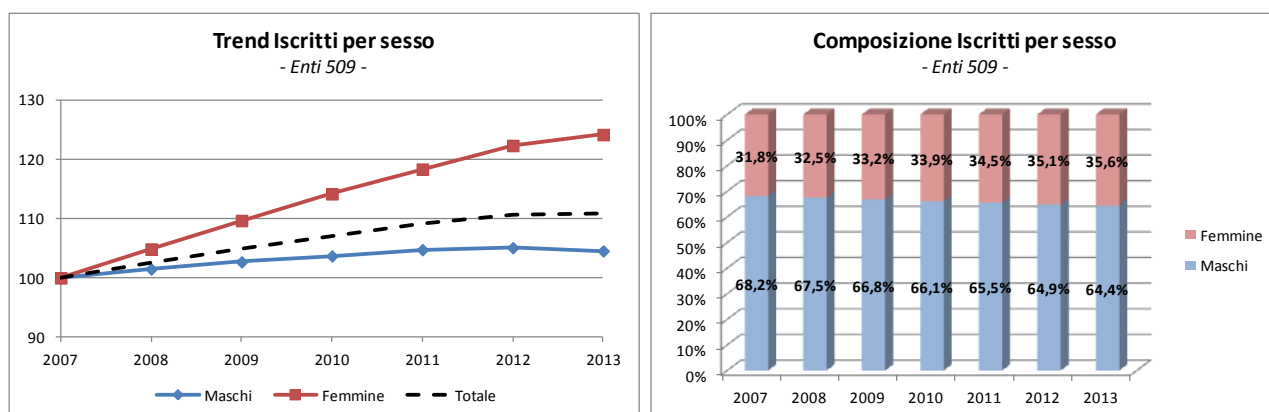 Trend Iscritti per sesso
- Enti 509 -
130
120
110
100
90
2007 2008 2009 2010 2011 2012 2013
Maschi Femmine Totale
Composizione Iscritti per sesso
- Enti 509 -
100%
90%
80%
70%
60%
50%
40%
30%
20%
10%
0%
31,8% 32,5% 33,2% 33,9% 34,5% 35,1% 35,6%
68,2% 67,5% 66,8% 66,1% 65,5% 64,9% 64,4%
2007 2008 2009 2010 2011 2012 2013
Femmine
Maschi